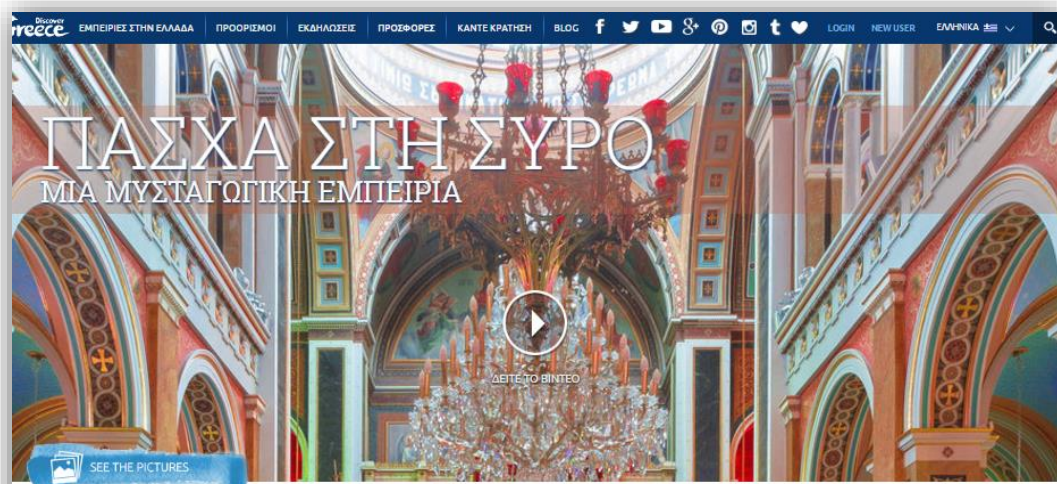 Discover
Greece
ΕΜΠΕΙΡΙΕΣ ΣΤΗΝ ΕΛΛΑΔΑ ΠΡΟΟΡΙΣΜΟΙ ΕΚΔΗΛΩΣΕΙΣ ΠΡΟΣΦΟΡΕΣ ΚΑΝΤΕ ΚΡΑΤΗΣΗ BLOG LOGIN NEW USER ΕΛΛΗΝΙΚΑ
ΠΑΣΧΑ ΣΤΗ ΣΥΡΟ
ΜΙΑ ΜΥΣΤΑΓΩΓΙΚΗ ΕΜΠΕΙΡΙΑ
ΔΕΙΤΕ ΤΟ ΒΙΝΤΕΟ
SEE THE PICTURES